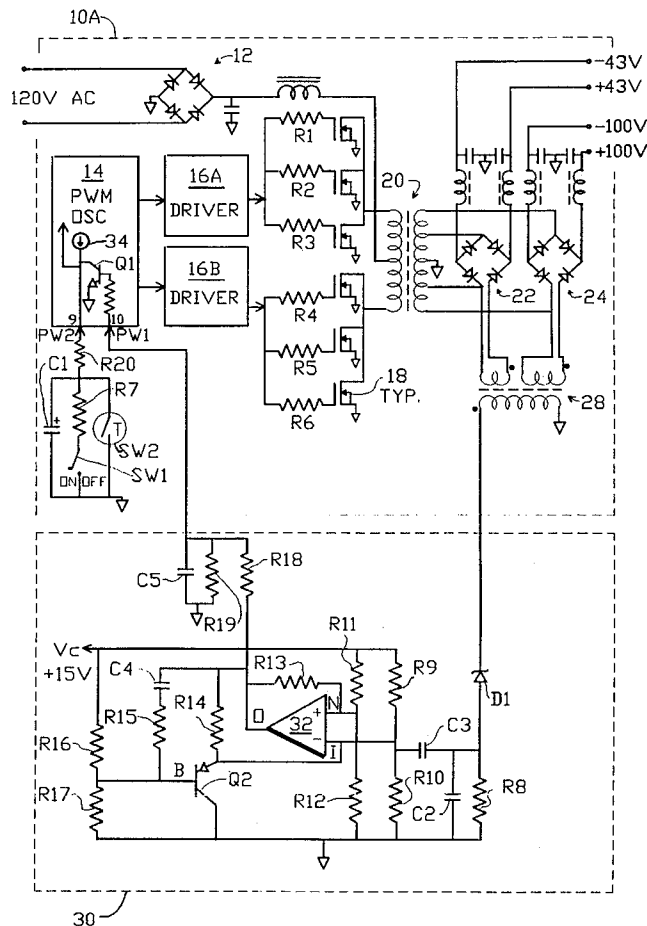 10A
12
-43V
+43V
-100V
+100V
120V AC
R1
R2
R3
14
PWM
OSC
34
Q1
16A
DRIVER
16B
DRIVER
20
22
24
9
10
PW2
PW1
R4
R5
R6
18
TYP.
28
C1
R20
R7
T
SW2
SW1
ON
OFF
C5
R19
R18
Vc
+15V
C4
R13
R11
R9
D1
R15
R14
O
32
N
+
-
I
C3
R16
B
Q2
R17
R12
R10
C2
R8
30